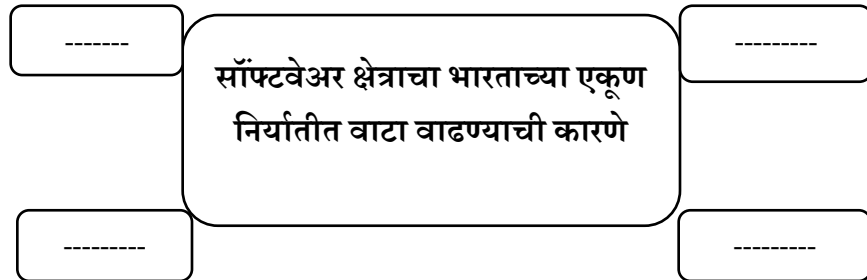 -------
---------
सॉफ्टवेअर क्षेत्राचा भारताच्या एकूण
निर्यातीत वाटा वाढण्याची कारणे
---------
---------